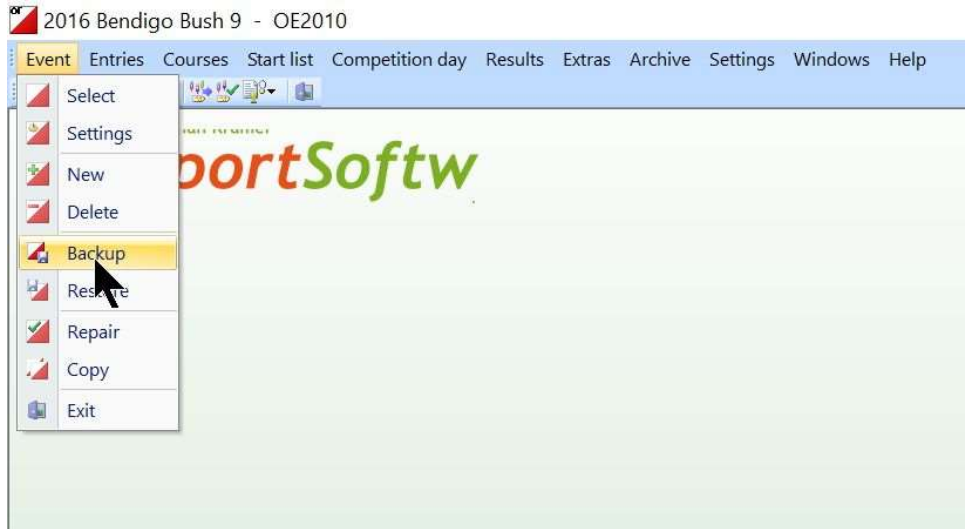 2016 Bendigo Bush 9 - OE2010
Event Entries Courses Start list Competition day Results Extras Archive Settings Windows Help
Select
Settings
New
Delete
Backup
Restore
Repair
Copy
Exit
portSoftw